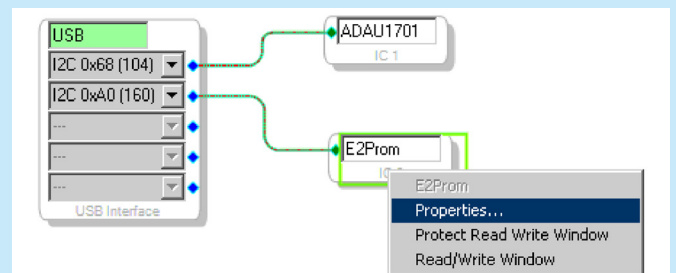 USB
ADAU1701
IC 1
I2C 0x68 (104)
I2C 0xA0 (160)
---
---
---
USB Interface
E2Prom
E2Prom
Properties...
Protect Read Write Window
Read/Write Window